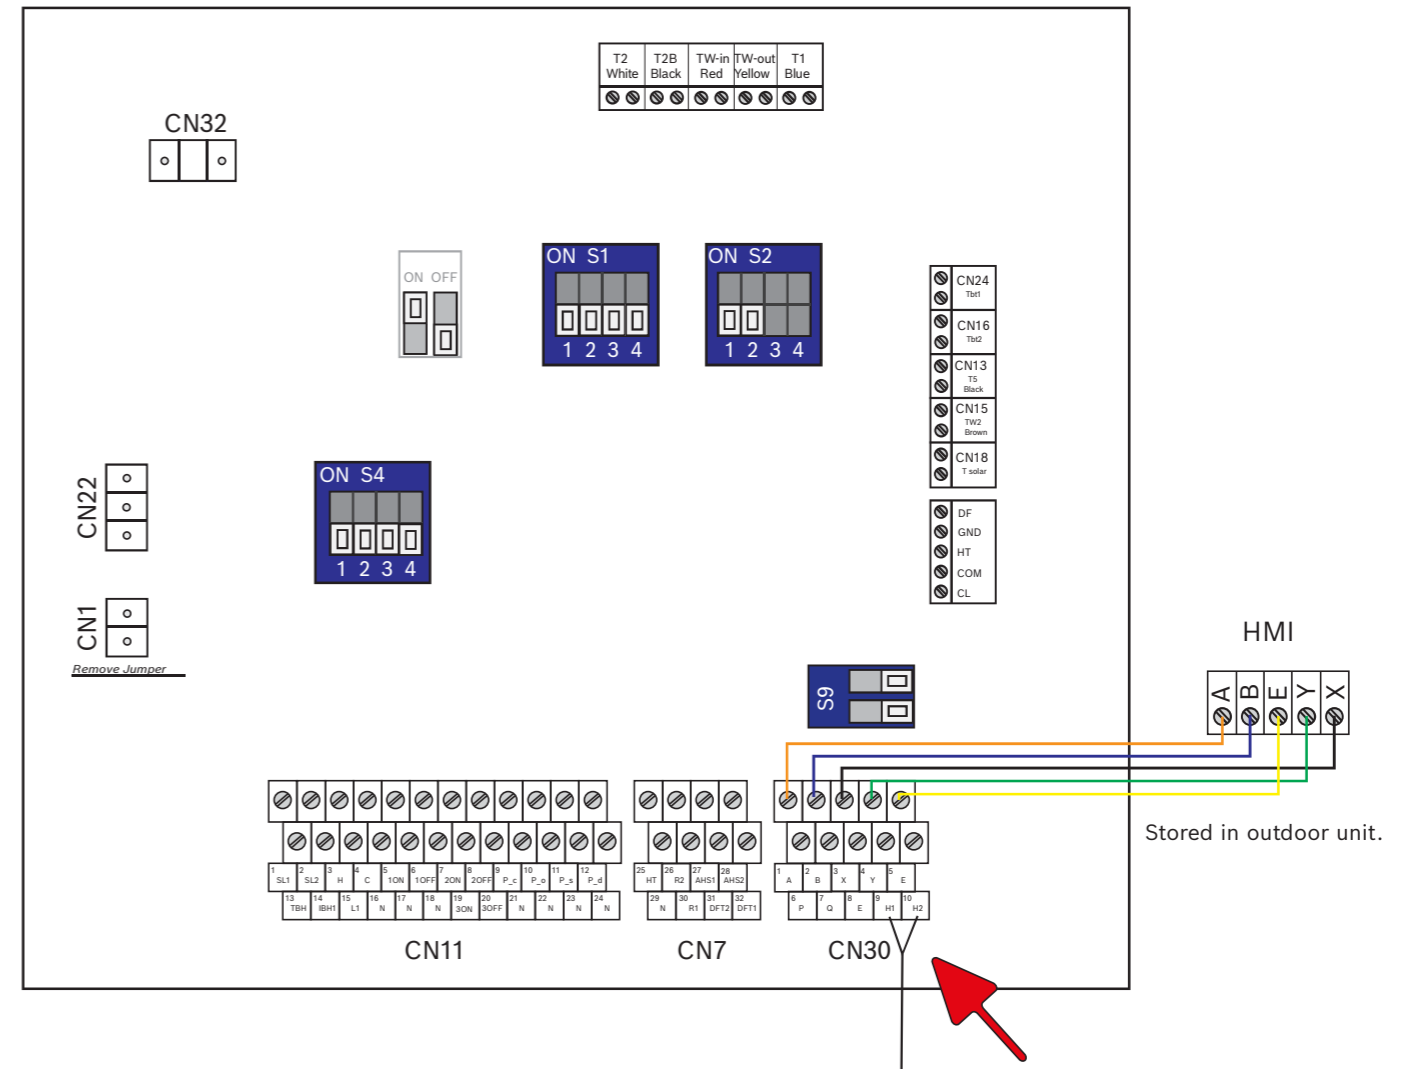 T2 T2B TW-in TW-out T1
White Black Red Yellow Blue
CN32
ON OFF
ON S1
1 2 3 4
ON S2
1 2 3 4
CN24
Tbt1
CN16
Tbt2
CN13
T5
Black
CN15
TW2
Brown
CN18
T solar
ON S4
1 2 3 4
CN22
DF
GND
HT
COM
CL
CN1
Remove Jumper
HMI
A B E Y X
S9
Stored in outdoor unit.
1 SL1 2 SL2 3 H 4 C 5 1ON 6 1OFF 7 2ON 8 2OFF 9 P_c 10 P_o 11 P_s 12 P_d
13 TBH 14 IBH1 15 L1 16 N 17 N 18 N 19 3ON 20 3OFF 21 N 22 N 23 N 24 N
CN11
25 HT 26 R2 27 AHS1 28 AHS2
29 N 30 R1 31 DFT2 32 DFT1
CN7
1 A 2 B 3 X 4 Y 5 E
6 P 7 Q 8 E 9 H1 10 H2
CN30